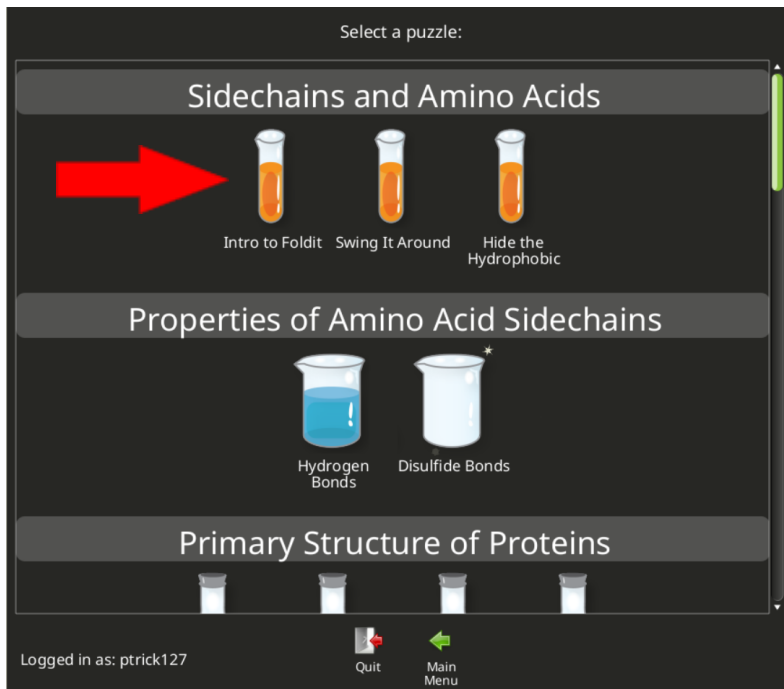 Select a puzzle:
Sidechains and Amino Acids
Intro to Foldit
Swing It Around
Hide the
Hydrophobic
Properties of Amino Acid Sidechains
Hydrogen
Bonds
Disulfide Bonds
Primary Structure of Proteins
Logged in as: ptrick127
Quit
Main
Menu